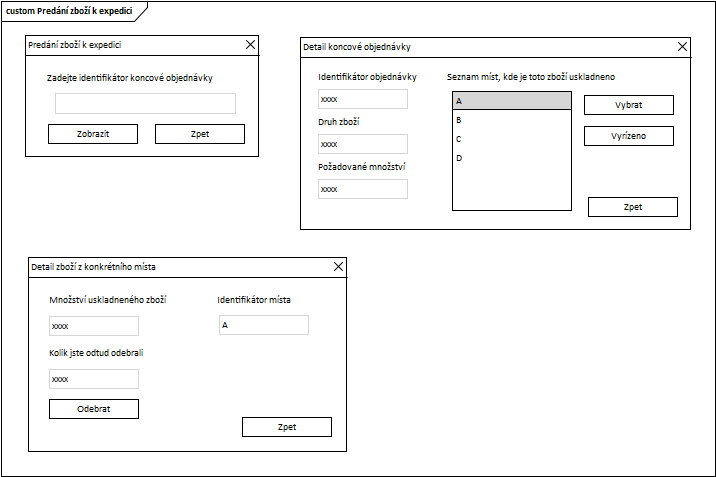 custom Predání zboží k expedici
Predání zboží k expedici
Zadejte identifikátor koncové objednávky
Zobrazit
Zpet
Detail koncové objednávky
Identifikátor objednávky
xxxx
Druh zboží
xxxx
Požadované množství
xxxx
Seznam míst, kde je toto zboží uskladneno
A
B
C
D
Vybrat
Vyrízeno
Zpet
Detail zboží z konkrétního místa
Množství uskladneného zboží
xxxx
Identifikátor místa
A
Kolik jste odtud odebrali
xxxx
Odebrat
Zpet